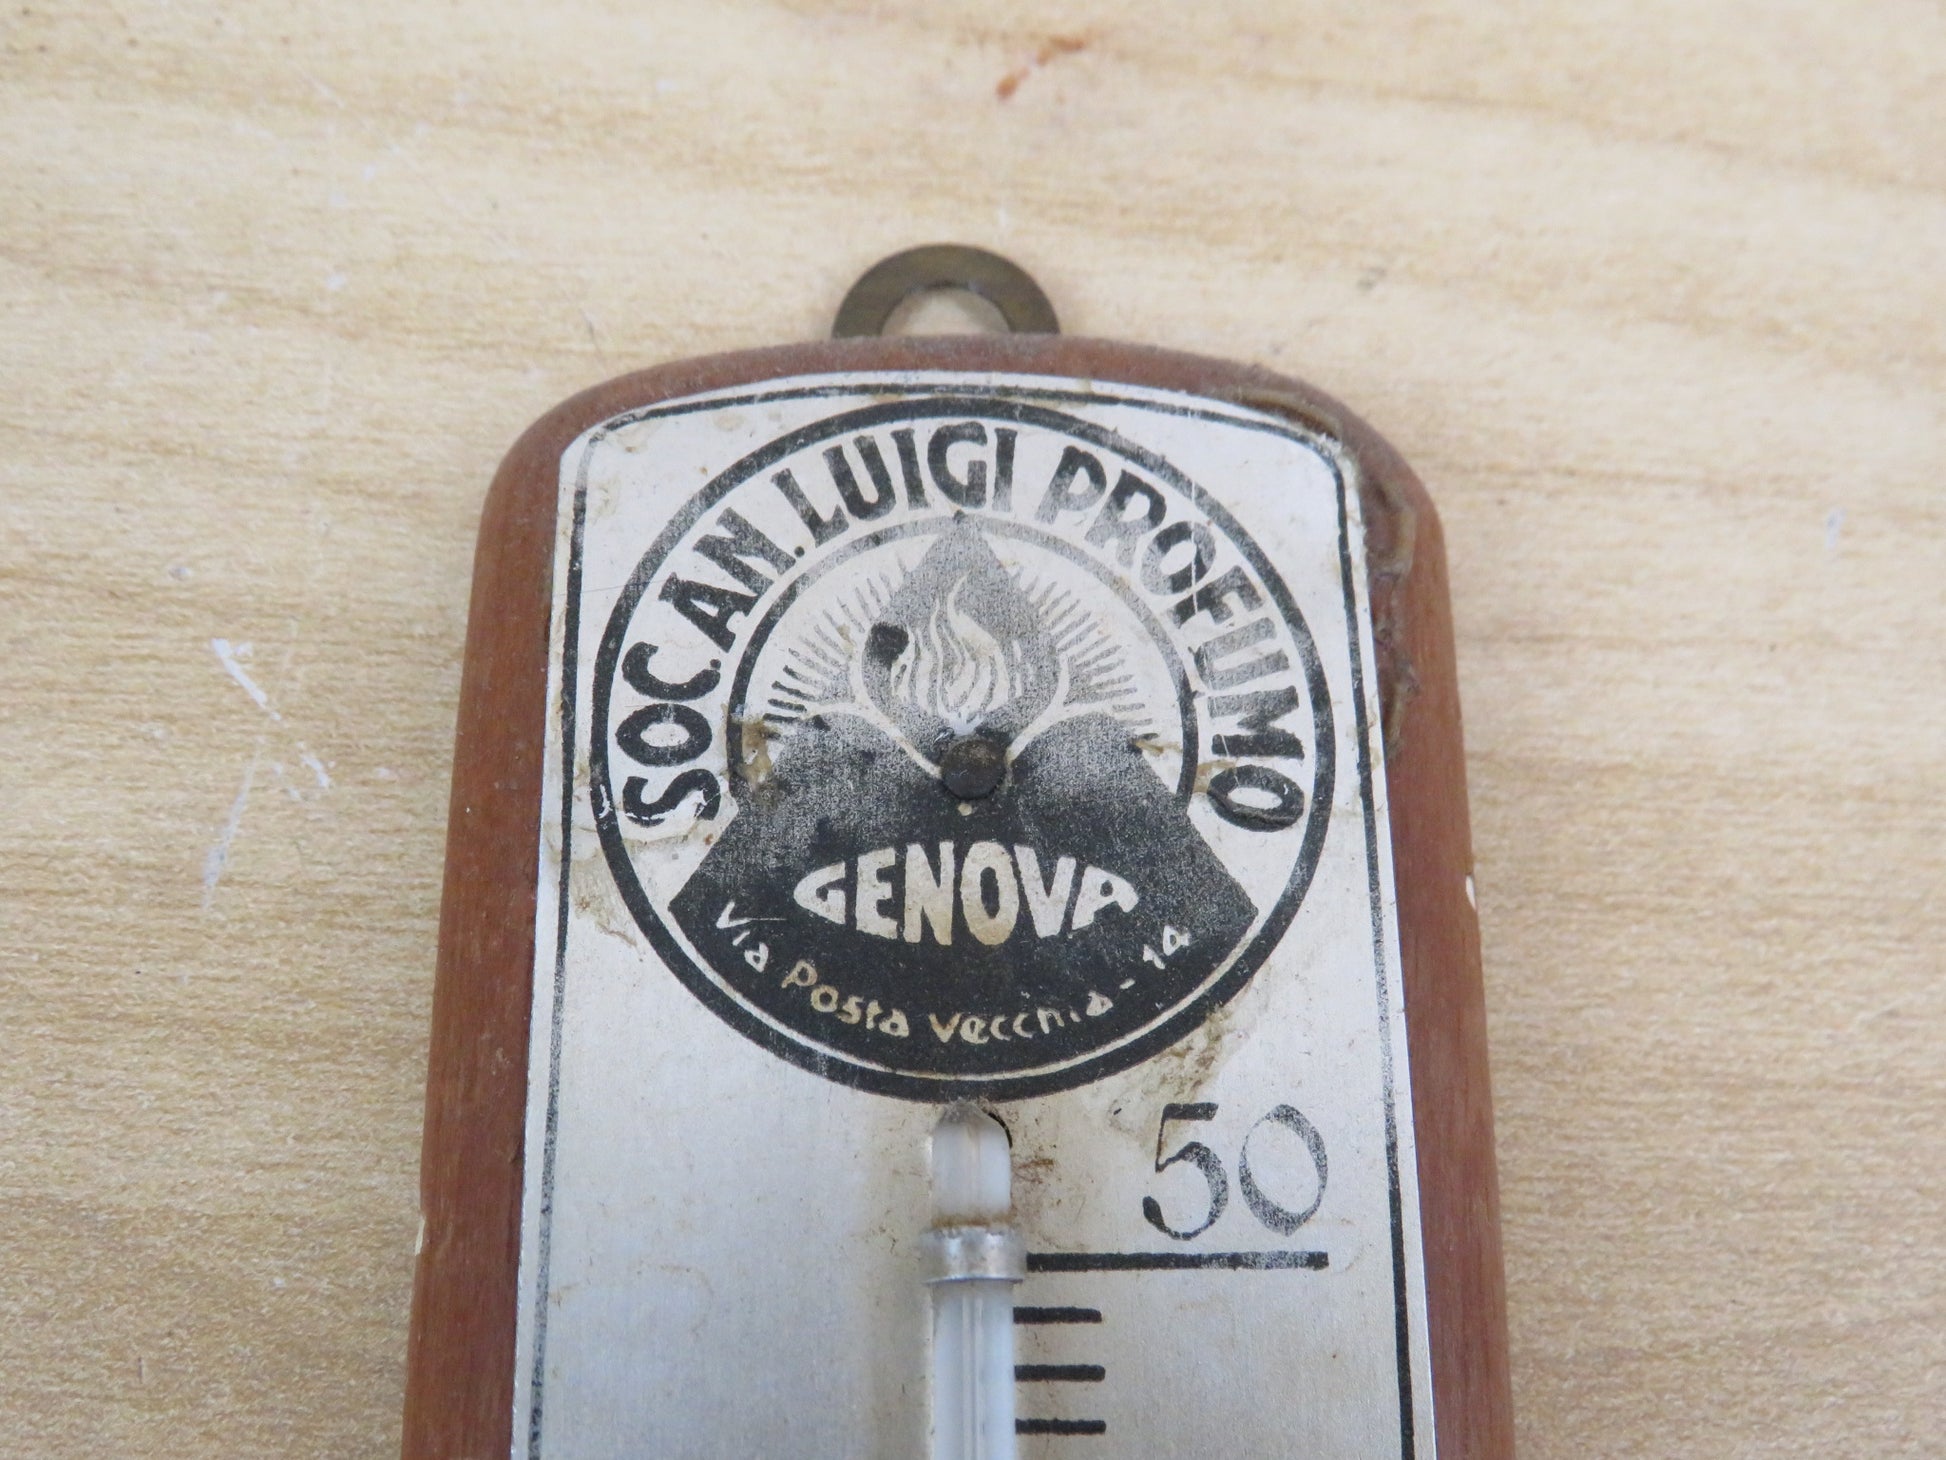 SOC.AN.LUIGI PROFUMO
GENOVA
Via Posta Vecchia - 14
50